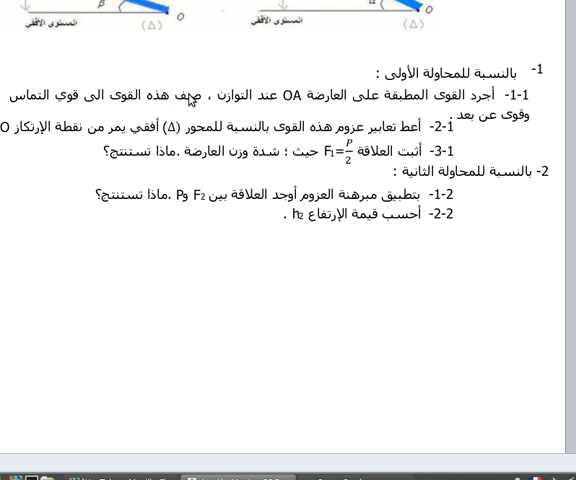 β
المستوى الأفقي
(Δ)
O
α
المستوى الأفقي
(Δ)
O
1- بالنسبة للمحاولة الأولى :
1-1- أجرد القوى المطبقة على العارضة OA عند التوازن ، صنف هذه القوى الى قوي التماس
وقوى عن بعد .
1-2- أعط تعابير عزوم هذه القوى بالنسبة للمحور (Δ) أفقي يمر من نقطة الإرتكاز O
1-3- أثبت العلاقة F₁=P/2 حيث ؛ شدة وزن العارضة .ماذا تستنتج؟
2- بالنسبة للمحاولة الثانية :
2-1- بتطبيق مبرهنة العزوم أوجد العلاقة بين F₂ وP .ماذا تستنتج؟
2-2- أحسب قيمة الإرتفاع h₂ .